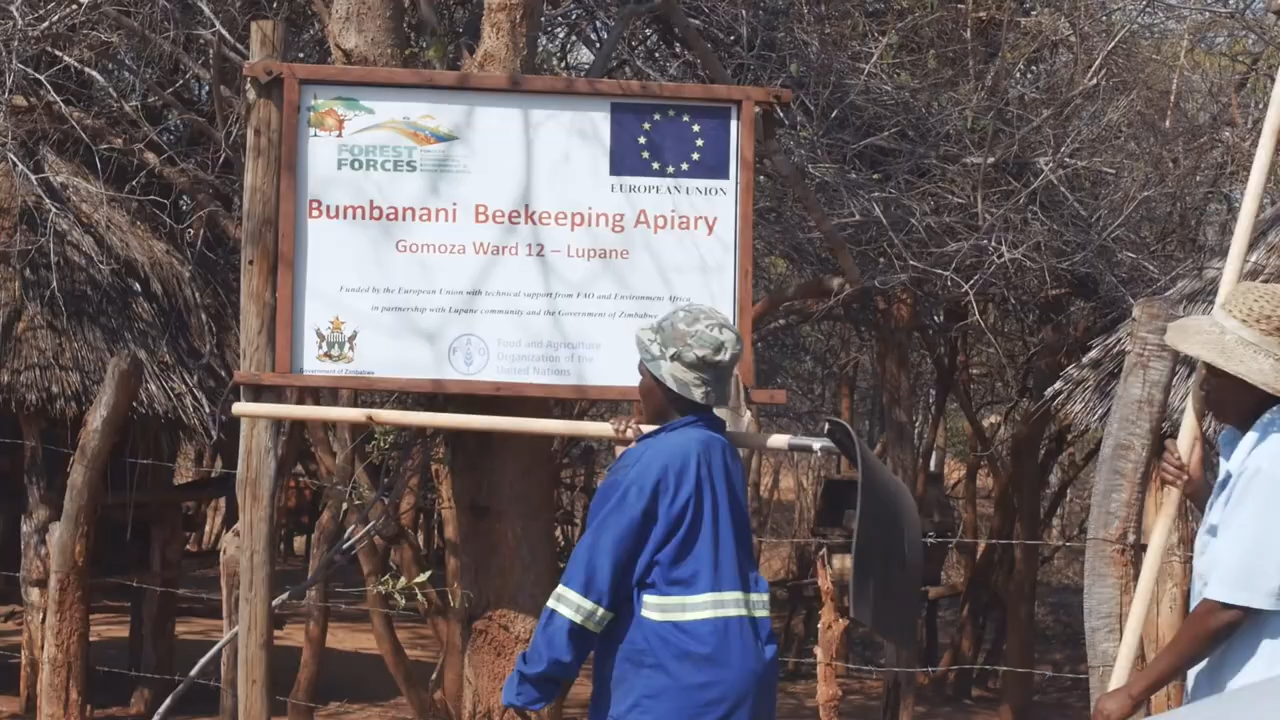 FOREST
FORCES
EUROPEAN UNION
Bumbanani Beekeeping Apiary
Gomoza Ward 12 – Lupane
Funded by the European Union with technical support from FAO and Environment Africa
in partnership with Lupane community and the Government of Zimbabwe
Government of Zimbabwe
FAO
Food and Agriculture
Organization of the
United Nations